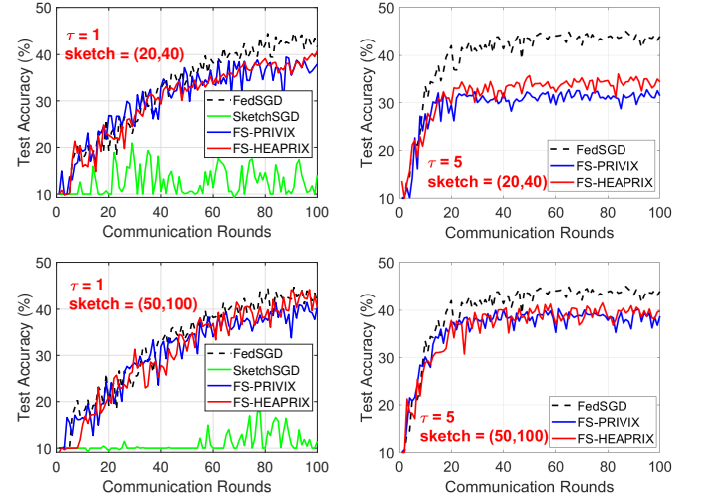 50
40
30
20
10
Test Accuracy (%)
τ = 1
sketch = (20,40)
FedSGD
SketchSGD
FS-PRIVIX
FS-HEAPRIX
0 20 40 60 80 100
Communication Rounds
50
40
30
20
10
Test Accuracy (%)
τ = 5
sketch = (20,40)
FedSGD
FS-PRIVIX
FS-HEAPRIX
0 20 40 60 80 100
Communication Rounds
50
40
30
20
10
Test Accuracy (%)
τ = 1
sketch = (50,100)
FedSGD
SketchSGD
FS-PRIVIX
FS-HEAPRIX
0 20 40 60 80 100
Communication Rounds
50
40
30
20
10
Test Accuracy (%)
τ = 5
sketch = (50,100)
FedSGD
FS-PRIVIX
FS-HEAPRIX
0 20 40 60 80 100
Communication Rounds